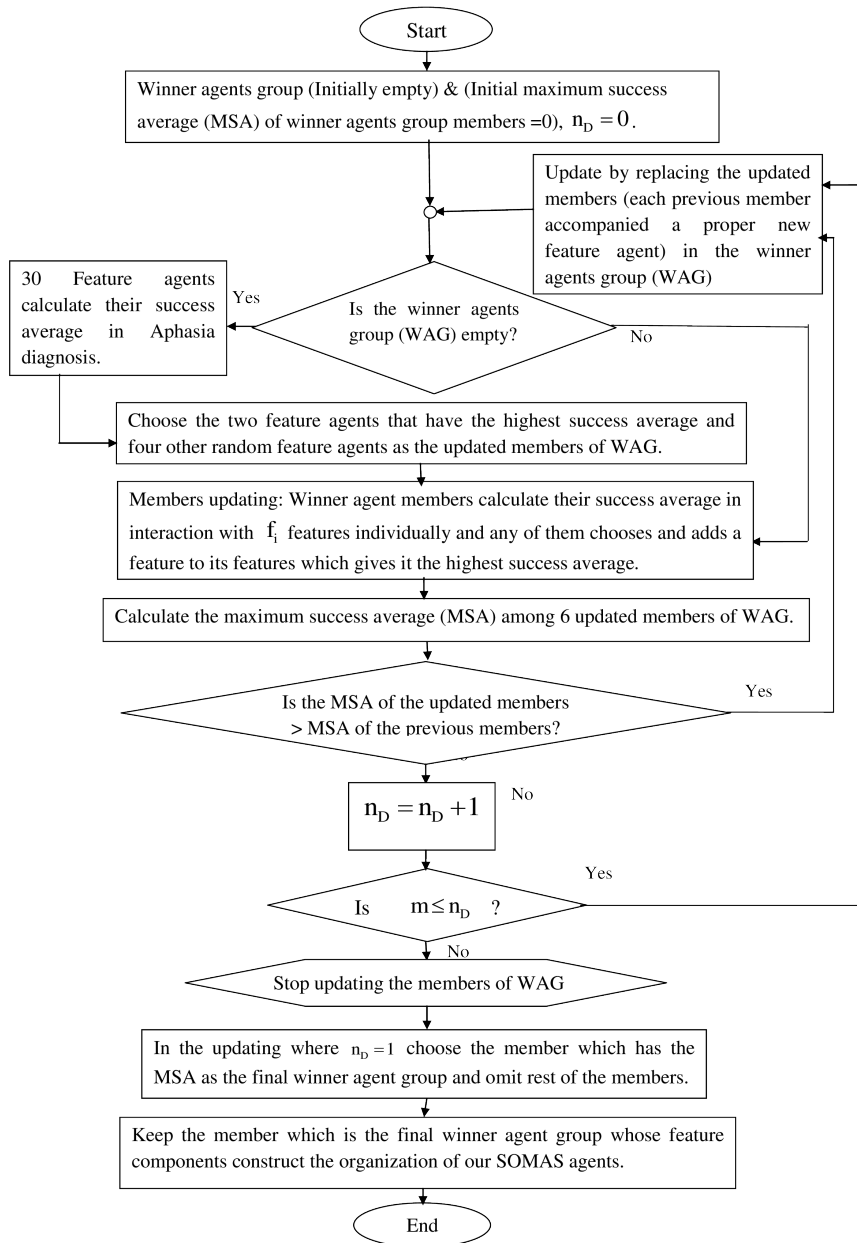 Start
Winner agents group (Initially empty) & (Initial maximum success
average (MSA) of winner agents group members =0), n_D = 0.
Update by replacing the updated
members (each previous member
accompanied a proper new
feature agent) in the winner
agents group (WAG)
30 Feature agents
calculate their success
average in Aphasia
diagnosis.
Yes
Is the winner agents
group (WAG) empty?
No
Choose the two feature agents that have the highest success average and
four other random feature agents as the updated members of WAG.
Members updating: Winner agent members calculate their success average in
interaction with f_i features individually and any of them chooses and adds a
feature to its features which gives it the highest success average.
Calculate the maximum success average (MSA) among 6 updated members of WAG.
Is the MSA of the updated members
> MSA of the previous members?
Yes
n_D = n_D +1
No
Is m ≤ n_D ?
Yes
No
Stop updating the members of WAG
In the updating where n_D = 1 choose the member which has the
MSA as the final winner agent group and omit rest of the members.
Keep the member which is the final winner agent group whose feature
components construct the organization of our SOMAS agents.
End